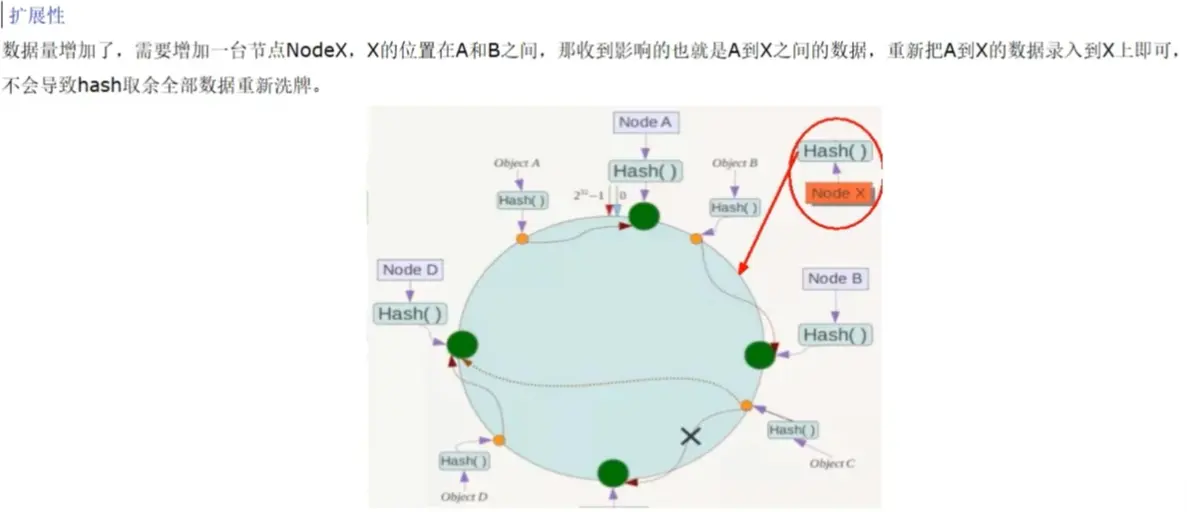 扩展性
数据量增加了，需要增加一台节点NodeX，X的位置在A和B之间，那收到影响的也就是A到X之间的数据，重新把A到X的数据录入到X上即可，
不会导致hash取余全部数据重新洗牌。
Node A
Hash( )
Object A
Hash( )
2³²−1
0
Object B
Hash( )
Hash( )
Node X
Node D
Hash( )
Node B
Hash( )
Hash( )
Object C
Hash( )
Object D